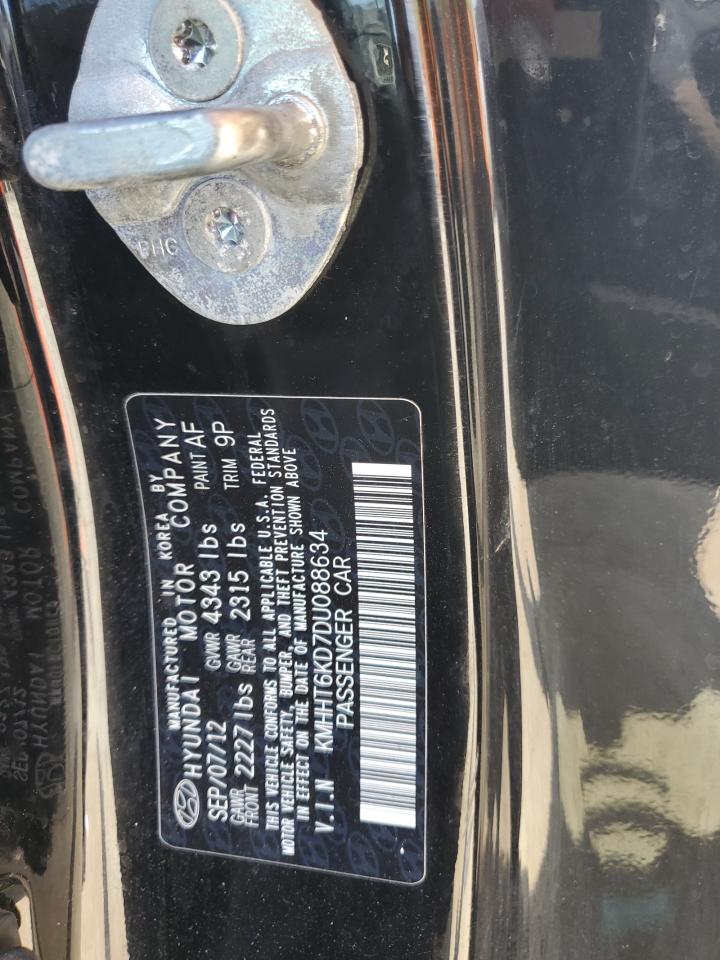 MANUFACTURED IN KOREA BY
HYUNDAI MOTOR COMPANY
SEP/07/12 GVWR 4343 lbs PAINT AF
GAWR FRONT 2227 lbs GAWR REAR 2315 lbs TRIM 9P
THIS VEHICLE CONFORMS TO ALL APPLICABLE U.S.A. FEDERAL
MOTOR VEHICLE SAFETY, BUMPER, AND THEFT PREVENTION STANDARDS
IN EFFECT ON THE DATE OF MANUFACTURE SHOWN ABOVE
V.I.N KMHHT6KD7DU088634
PASSENGER CAR
PHC